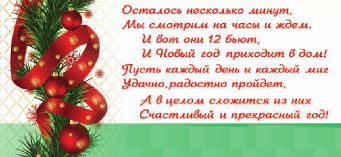 Осталось несколько минут,
Мы смотрим на часы и ждем.
И вот они 12 бьют,
И Новый год приходит в дом!
Пусть каждый день и каждый миг
Удачно,радостно пройдет,
А в целом сложится из них
Счастливый и прекрасный год!